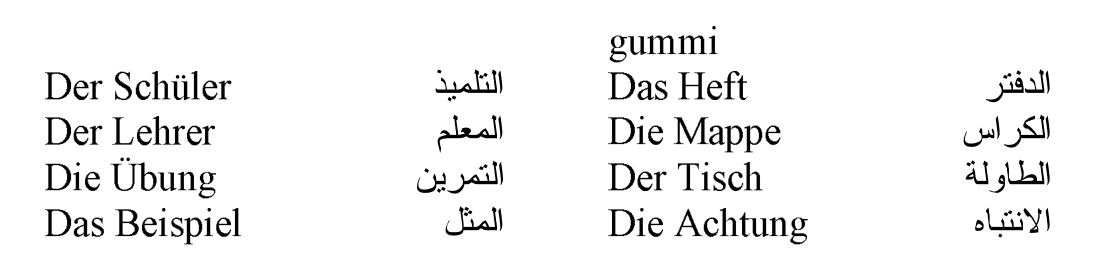 gummi
Der Schüler التلميذ Das Heft الدفتر
Der Lehrer المعلم Die Mappe الكراس
Die Übung التمرين Der Tisch الطاولة
Das Beispiel المثل Die Achtung الانتباه